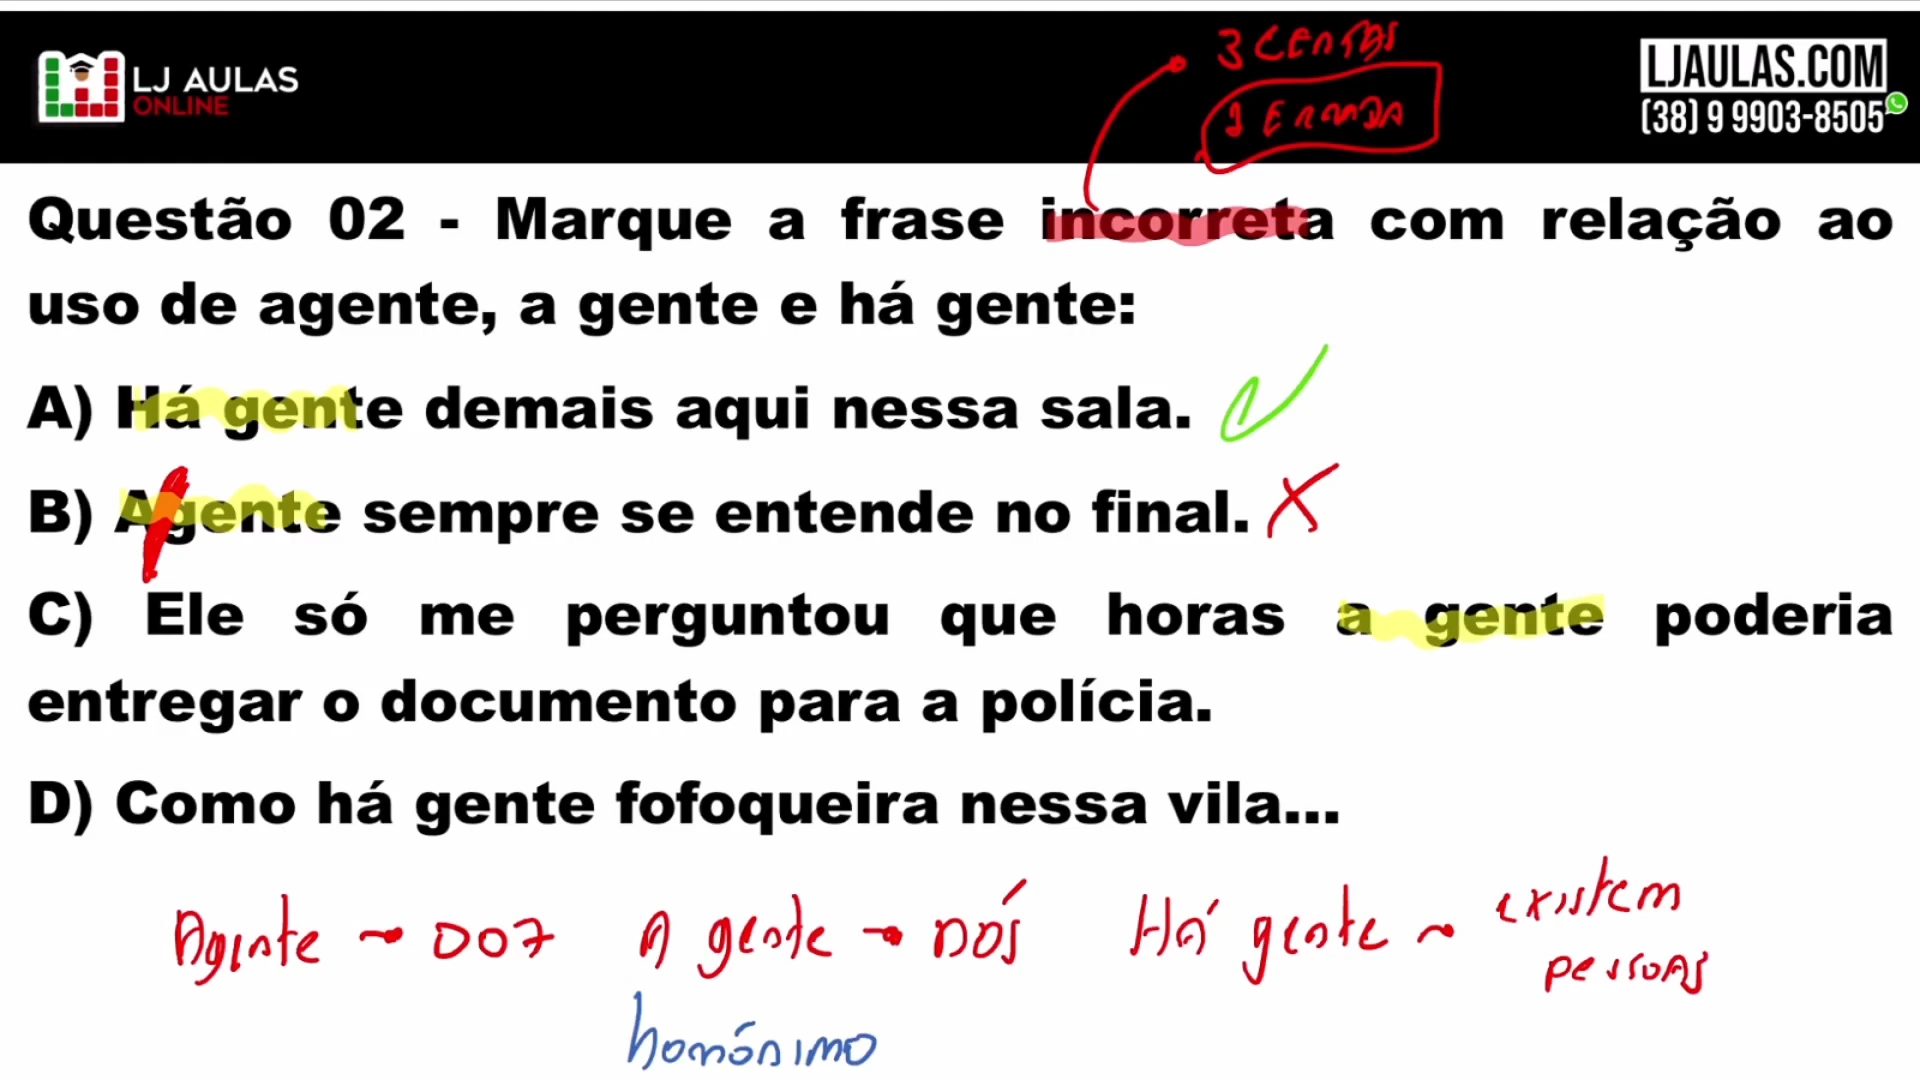 3 CERTAS
1 ERRADA
LJ AULAS
ONLINE
LJAULAS.COM
(38) 9 9903-8505
Questão 02 - Marque a frase incorreta com relação ao
uso de agente, a gente e há gente:
A) Há gente demais aqui nessa sala.
B) Agente sempre se entende no final.
C) Ele só me perguntou que horas a gente poderia
entregar o documento para a polícia.
D) Como há gente fofoqueira nessa vila...
Agente → 007 A gente → nós Há gente → existem
pessoas
homônimo